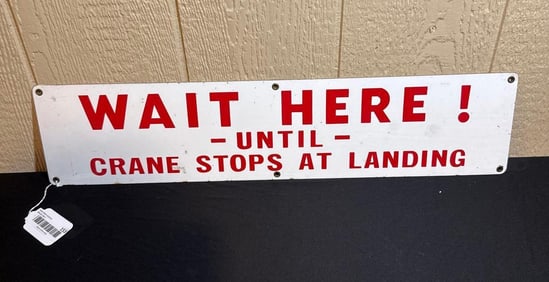 WAIT HERE !
- UNTIL -
CRANE STOPS AT LANDING